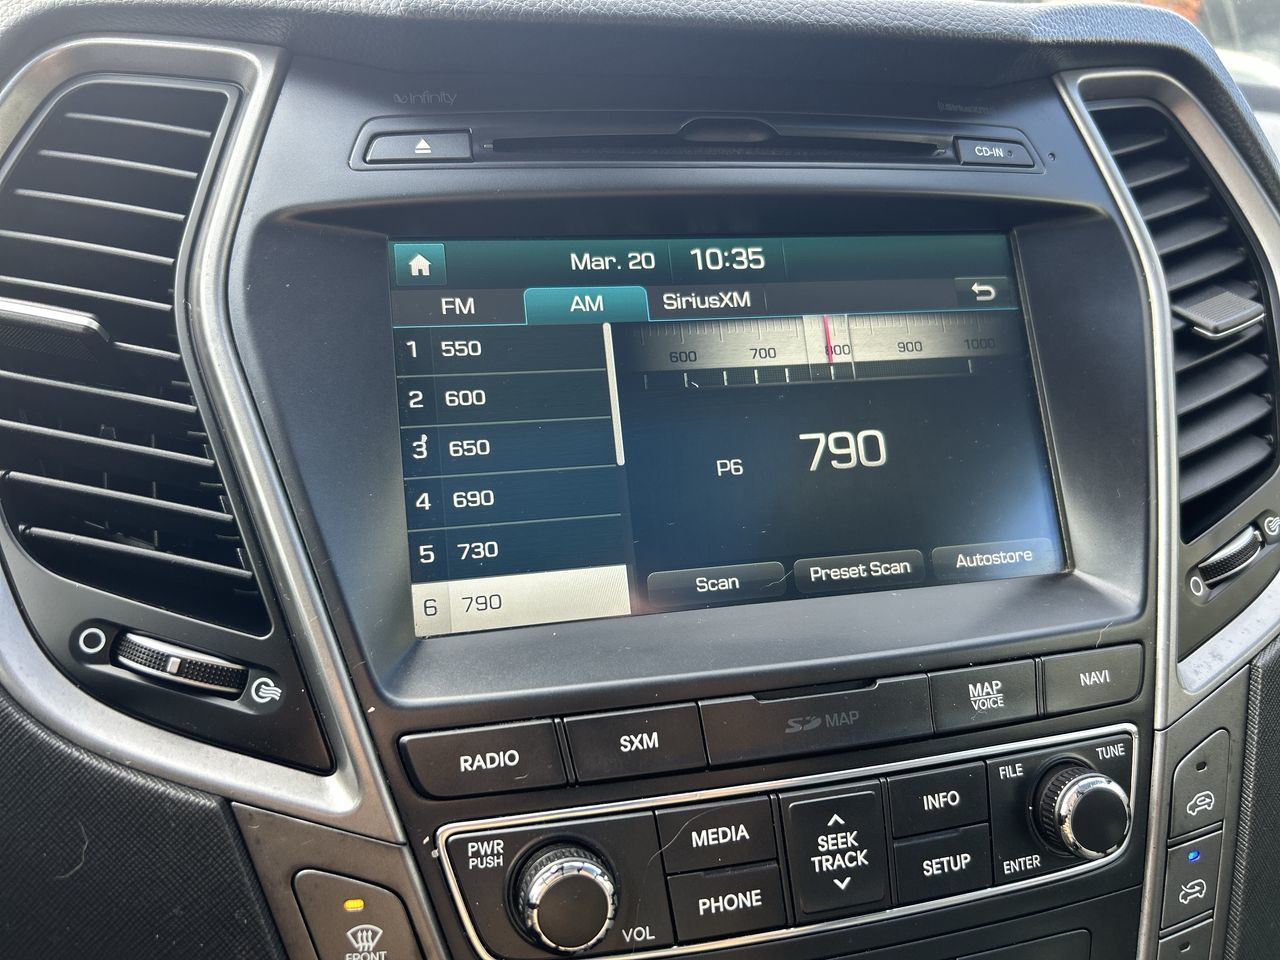 infinity
SiriusXM
CD-IN
Mar. 20 10:35
FM AM SiriusXM
600 700 800 900 1000
1 550
2 600
3 650
4 690
5 730
6 790
P6 790
Scan Preset Scan Autostore
RADIO SXM SD MAP MAP VOICE NAVI
PWR
PUSH
VOL
MEDIA
PHONE
SEEK
TRACK
INFO
SETUP
FILE
TUNE
ENTER
FRONT